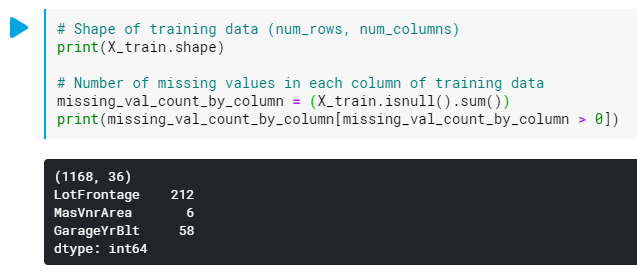 # Shape of training data (num_rows, num_columns)
print(X_train.shape)
# Number of missing values in each column of training data
missing_val_count_by_column = (X_train.isnull().sum())
print(missing_val_count_by_column[missing_val_count_by_column > 0])
(1168, 36)
LotFrontage    212
MasVnrArea       6
GarageYrBlt     58
dtype: int64